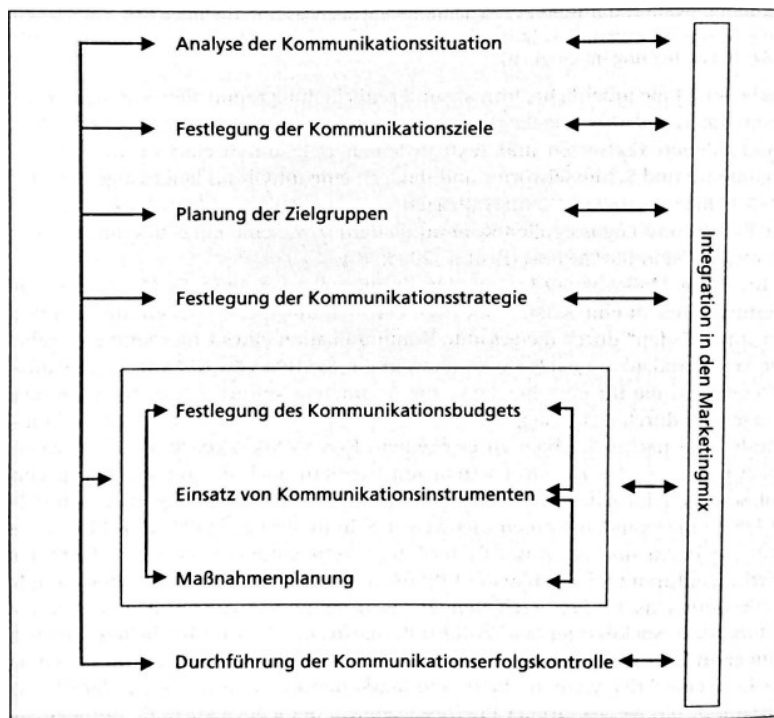 Analyse der Kommunikationssituation
Festlegung der Kommunikationsziele
Planung der Zielgruppen
Festlegung der Kommunikationsstrategie
Festlegung des Kommunikationsbudgets
Einsatz von Kommunikationsinstrumenten
Maßnahmenplanung
Durchführung der Kommunikationserfolgskontrolle
Integration in den Marketingmix